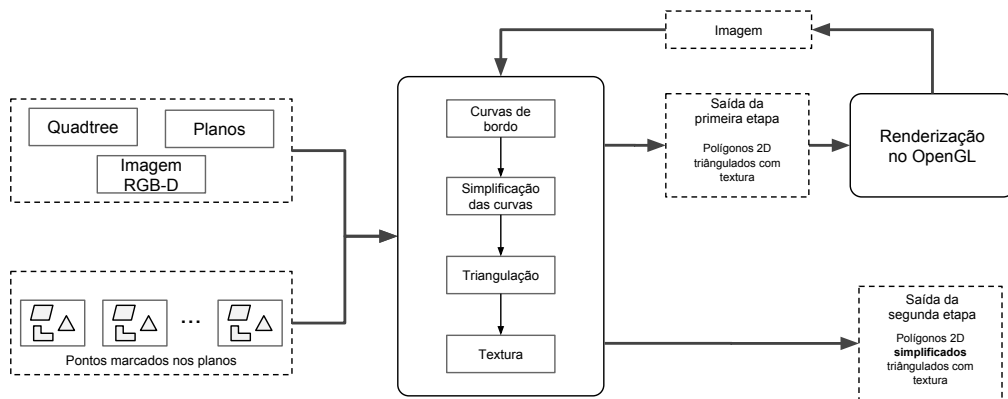 Imagem
Quadtree
Planos
Imagem
RGB-D
Pontos marcados nos planos
...
Curvas de
bordo
Simplificação
das curvas
Triangulação
Textura
Saída da
primeira etapa
Polígonos 2D
triângulados com
textura
Renderização
no OpenGL
Saída da
segunda etapa
Polígonos 2D
simplificados
triângulados com
textura